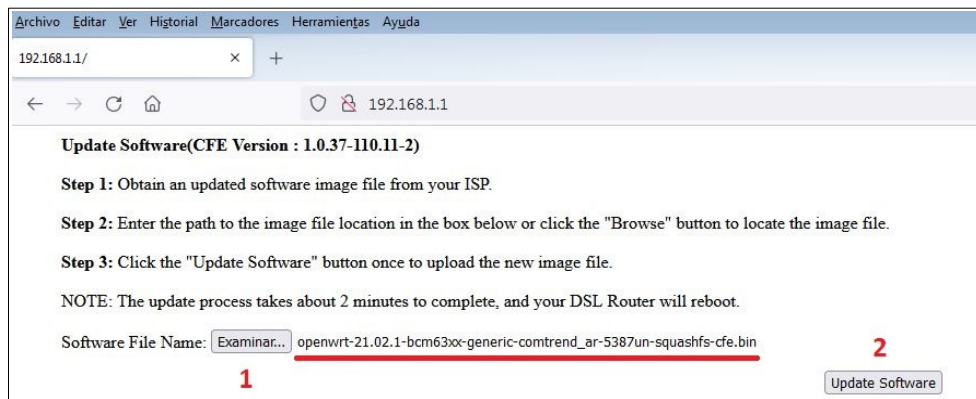 Archivo Editar Ver Historial Marcadores Herramientas Ayuda
192.168.1.1/ × +
192.168.1.1
Update Software(CFE Version : 1.0.37-110.11-2)
Step 1: Obtain an updated software image file from your ISP.
Step 2: Enter the path to the image file location in the box below or click the "Browse" button to locate the image file.
Step 3: Click the "Update Software" button once to upload the new image file.
NOTE: The update process takes about 2 minutes to complete, and your DSL Router will reboot.
Software File Name: Examinar... openwrt-21.02.1-bcm63xx-generic-comtrend_ar-5387un-squashfs-cfe.bin
1
2
Update Software